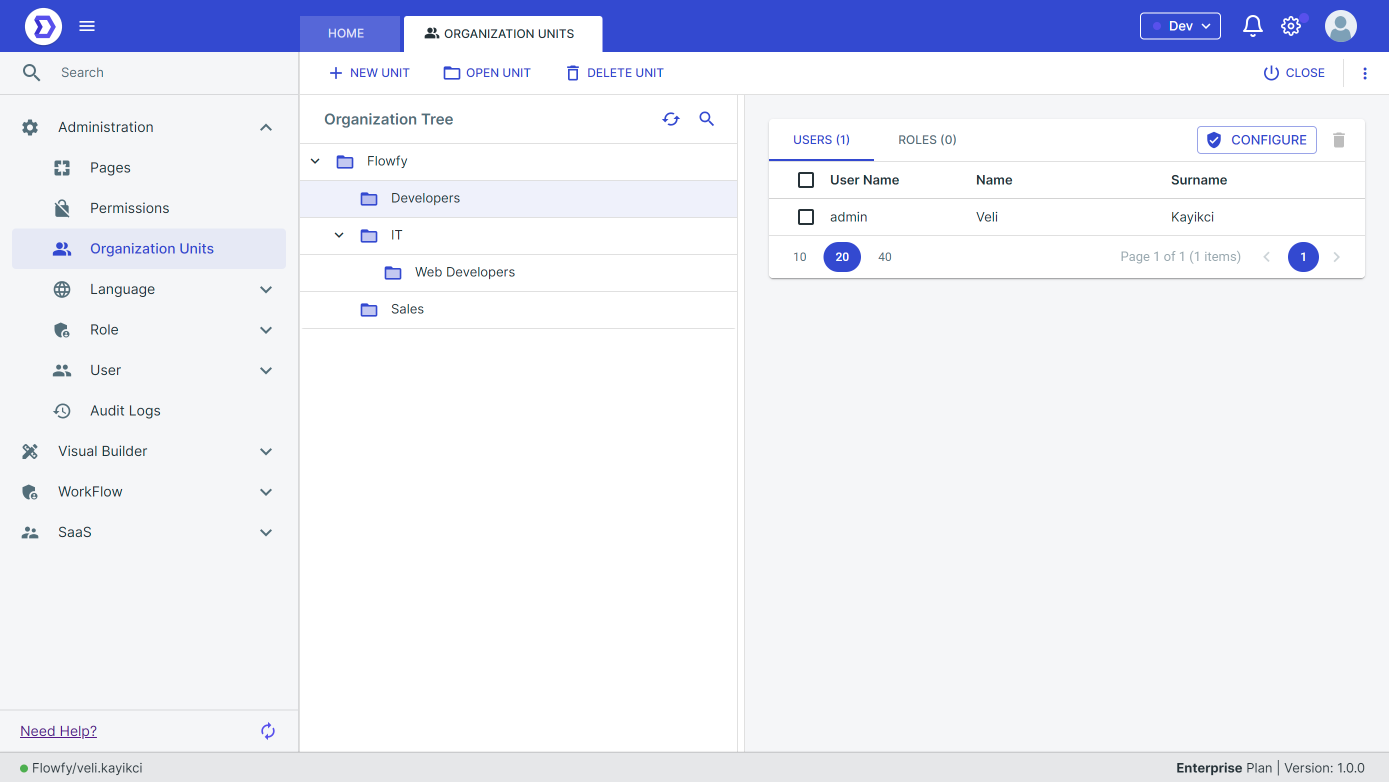 HOME
ORGANIZATION UNITS
Dev
Search
NEW UNIT
OPEN UNIT
DELETE UNIT
CLOSE
Administration
Pages
Permissions
Organization Units
Language
Role
User
Audit Logs
Visual Builder
WorkFlow
SaaS
Need Help?
Organization Tree
Flowfy
Developers
IT
Web Developers
Sales
USERS (1)
ROLES (0)
CONFIGURE
User Name Name Surname
admin Veli Kayikci
10 20 40 Page 1 of 1 (1 items) 1
Flowfy/veli.kayikci
Enterprise Plan | Version: 1.0.0